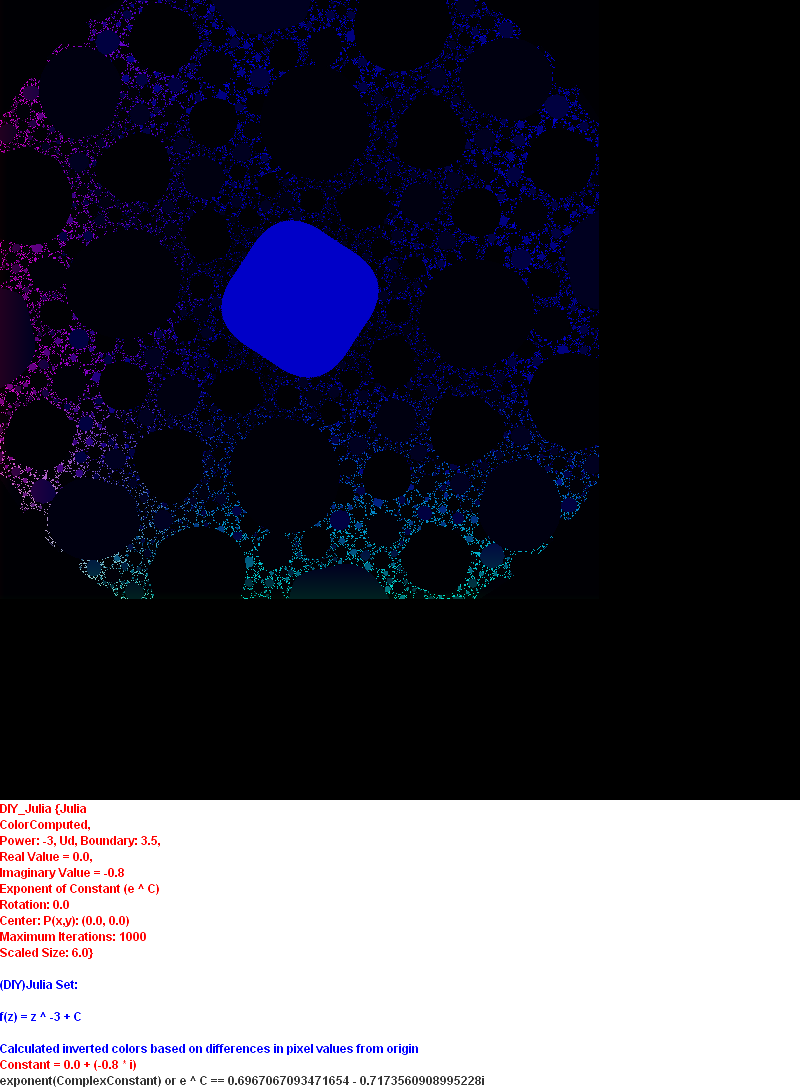 DIY_Julia {Julia
ColorComputed,
Power: -3, Ud, Boundary: 3.5,
Real Value = 0.0,
Imaginary Value = -0.8
Exponent of Constant (e ^ C)
Rotation: 0.0
Center: P(x,y): (0.0, 0.0)
Maximum Iterations: 1000
Scaled Size: 6.0}
(DIY)Julia Set:
f(z) = z ^ -3 + C
Calculated inverted colors based on differences in pixel values from origin
Constant = 0.0 + (-0.8 * i)
exponent(ComplexConstant) or e ^ C == 0.6967067093471654 - 0.7173560908995228i